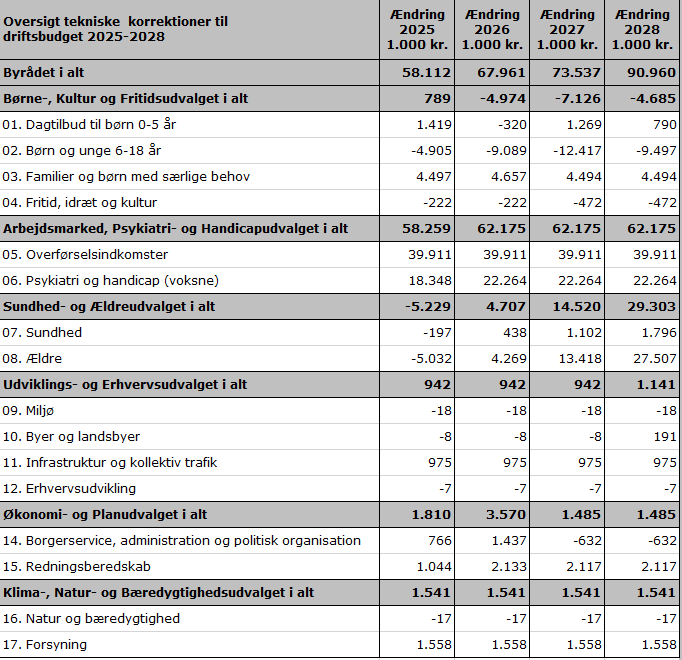 Oversigt tekniske  korrektioner til driftsbudget 2025-2028 Ændring 2025 1.000 kr. Ændring 2026 1.000 kr. Ændring 2027 1.000 kr. Ændring 2028 1.000 kr.
Byrådet i alt 58.112 67.961 73.537 90.960
Børne-, Kultur og Fritidsudvalget i alt 789 -4.974 -7.126 -4.685
01. Dagtilbud til børn 0-5 år 1.419 -320 1.269 790
02. Børn og unge 6-18 år -4.905 -9.089 -12.417 -9.497
03. Familier og børn med særlige behov 4.497 4.657 4.494 4.494
04. Fritid, idræt og kultur -222 -222 -472 -472
Arbejdsmarked, Psykiatri- og Handicapudvalget i alt 58.259 62.175 62.175 62.175
05. Overførselsindkomster 39.911 39.911 39.911 39.911
06. Psykiatri og handicap (voksne) 18.348 22.264 22.264 22.264
Sundhed- og Ældreudvalget i alt -5.229 4.707 14.520 29.303
07. Sundhed -197 438 1.102 1.796
08. Ældre -5.032 4.269 13.418 27.507
Udviklings- og Erhvervsudvalget i alt 942 942 942 1.141
09. Miljø -18 -18 -18 -18
10. Byer og landsbyer -8 -8 -8 191
11. Infrastruktur og kollektiv trafik 975 975 975 975
12. Erhvervsudvikling -7 -7 -7 -7
Økonomi- og Planudvalget i alt 1.810 3.570 1.485 1.485
14. Borgerservice, administration og politisk organisation 766 1.437 -632 -632
15. Redningsberedskab 1.044 2.133 2.117 2.117
Klima-, Natur- og Bæredygtighedsudvalget i alt 1.541 1.541 1.541 1.541
16. Natur og bæredygtighed -17 -17 -17 -17
17. Forsyning 1.558 1.558 1.558 1.558